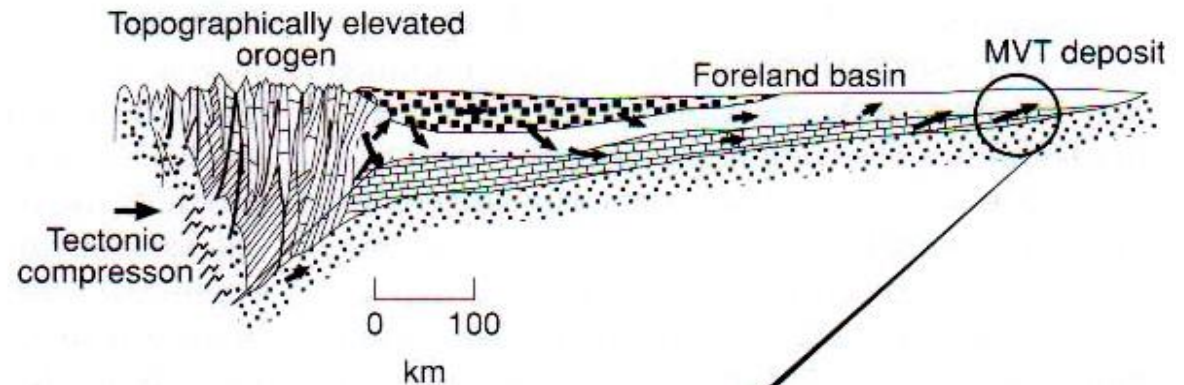 Topographically elevated
orogen
MVT deposit
Foreland basin
Tectonic
compresson
0 100
km